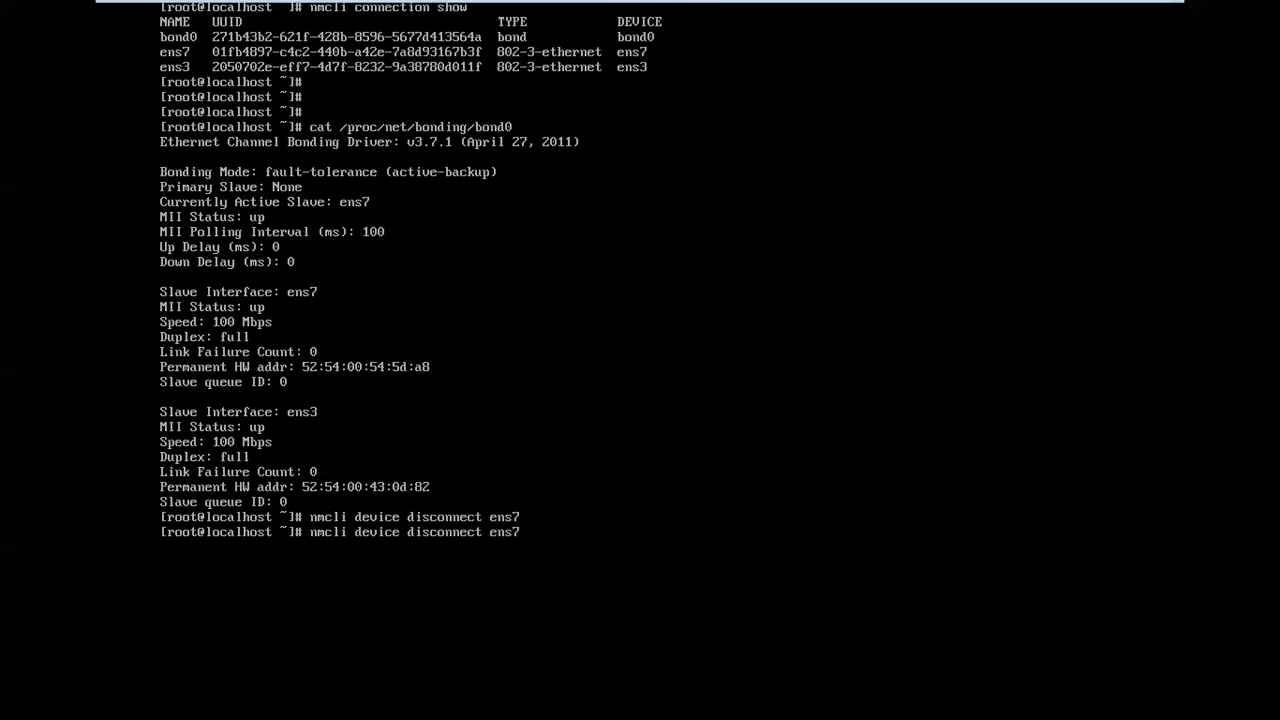 [root@localhost ~]# nmcli connection show
NAME   UUID                                  TYPE            DEVICE
bond0  271b43b2-621f-428b-8596-5677d413564a  bond            bond0
ens7   01fb4897-c4c2-440b-a42e-7a8d93167b3f  802-3-ethernet  ens7
ens3   2050702e-eff7-4d7f-8232-9a38780d011f  802-3-ethernet  ens3
[root@localhost ~]#
[root@localhost ~]#
[root@localhost ~]#
[root@localhost ~]# cat /proc/net/bonding/bond0
Ethernet Channel Bonding Driver: v3.7.1 (April 27, 2011)

Bonding Mode: fault-tolerance (active-backup)
Primary Slave: None
Currently Active Slave: ens7
MII Status: up
MII Polling Interval (ms): 100
Up Delay (ms): 0
Down Delay (ms): 0

Slave Interface: ens7
MII Status: up
Speed: 100 Mbps
Duplex: full
Link Failure Count: 0
Permanent HW addr: 52:54:00:54:5d:a8
Slave queue ID: 0

Slave Interface: ens3
MII Status: up
Speed: 100 Mbps
Duplex: full
Link Failure Count: 0
Permanent HW addr: 52:54:00:43:0d:82
Slave queue ID: 0
[root@localhost ~]# nmcli device disconnect ens7
[root@localhost ~]# nmcli device disconnect ens7